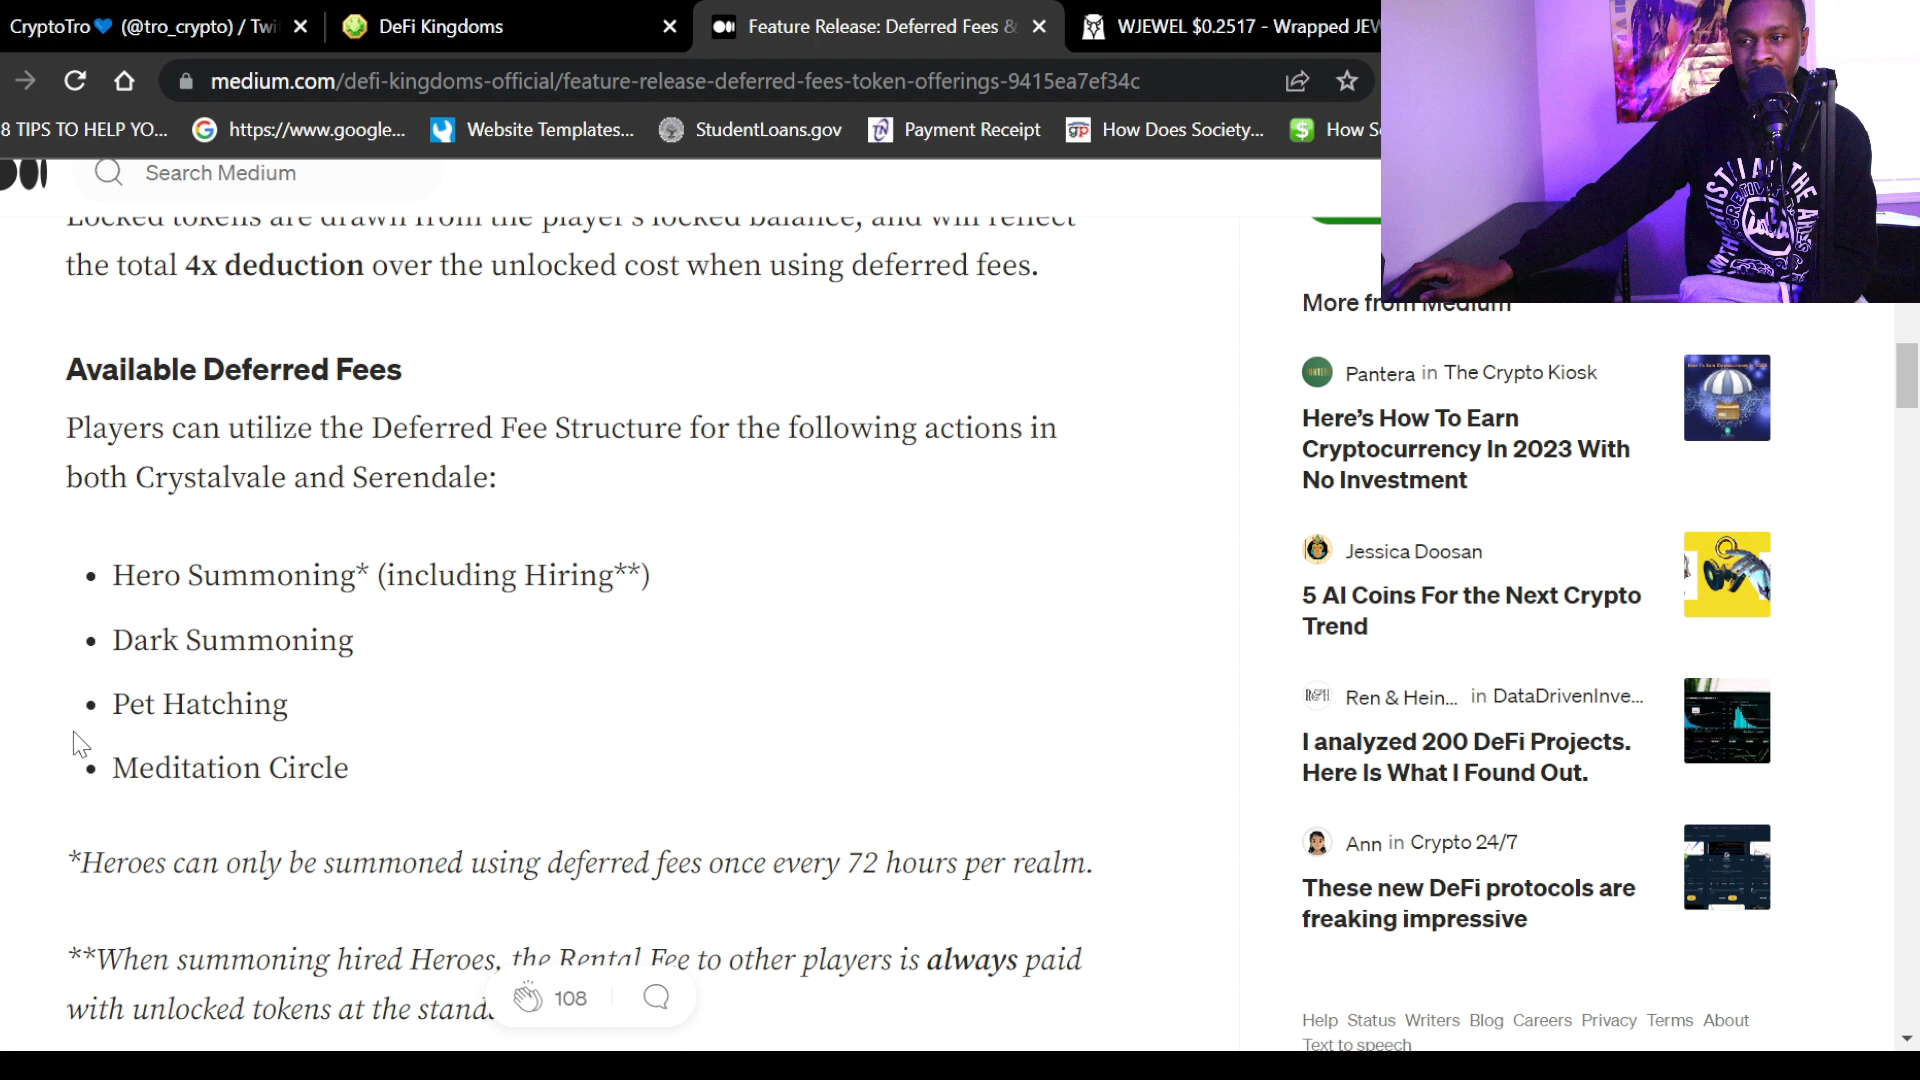 CryptoTro💙 (@tro_crypto) / Twi
DeFi Kingdoms
Feature Release: Deferred Fees &
WJEWEL $0.2517 - Wrapped JEW
medium.com/defi-kingdoms-official/feature-release-deferred-fees-token-offerings-9415ea7ef34c
8 TIPS TO HELP YO...
https://www.google...
Website Templates...
StudentLoans.gov
Payment Receipt
How Does Society...
How S
Search Medium
Locked tokens are drawn from the player's locked balance, and will reflect
the total 4x deduction over the unlocked cost when using deferred fees.
Available Deferred Fees
Players can utilize the Deferred Fee Structure for the following actions in
both Crystalvale and Serendale:
• Hero Summoning* (including Hiring**)
• Dark Summoning
• Pet Hatching
• Meditation Circle
*Heroes can only be summoned using deferred fees once every 72 hours per realm.
**When summoning hired Heroes, the Rental Fee to other players is always paid
with unlocked tokens at the stand
108
More from Medium
Pantera in The Crypto Kiosk
Here's How To Earn
Cryptocurrency In 2023 With
No Investment
Jessica Doosan
5 AI Coins For the Next Crypto
Trend
Ren & Hein... in DataDrivenInve...
I analyzed 200 DeFi Projects.
Here Is What I Found Out.
Ann in Crypto 24/7
These new DeFi protocols are
freaking impressive
Help Status Writers Blog Careers Privacy Terms About
Text to speech